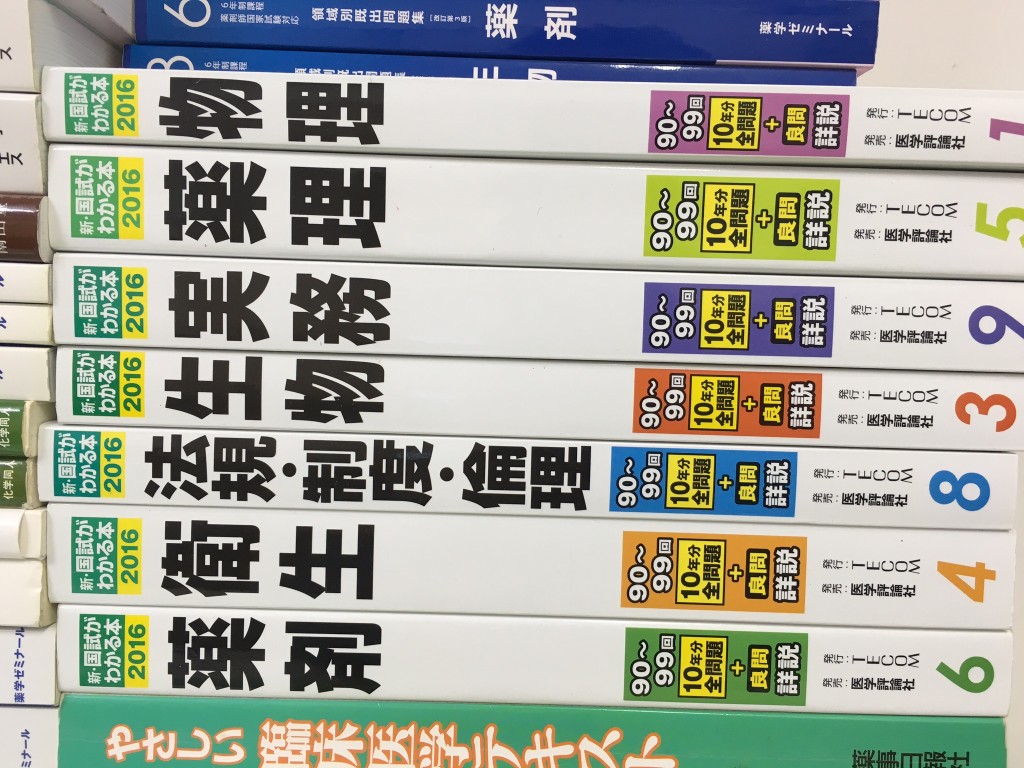 6
6年制課程
薬剤師国家試験対応
領域別既出問題集
[改訂第3版]
薬剤
薬学ゼミナール
新・国試が
わかる本
2016
物理
90～
99回
10年分
全問題
+
良問
詳説
発行:TECOM
発売:医学評論社
1
新・国試が
わかる本
2016
薬理
90～
99回
10年分
全問題
+
良問
詳説
発行:TECOM
発売:医学評論社
5
新・国試が
わかる本
2016
実務
90～
99回
10年分
全問題
+
良問
詳説
発行:TECOM
発売:医学評論社
9
新・国試が
わかる本
2016
生物
90～
99回
10年分
全問題
+
良問
詳説
発行:TECOM
発売:医学評論社
3
新・国試が
わかる本
2016
法規・制度・倫理
90～
99回
10年分
全問題
+
良問
詳説
発行:TECOM
発売:医学評論社
8
新・国試が
わかる本
2016
衛生
90～
99回
10年分
全問題
+
良問
詳説
発行:TECOM
発売:医学評論社
4
新・国試が
わかる本
2016
薬剤
90～
99回
10年分
全問題
+
良問
詳説
発行:TECOM
発売:医学評論社
6
やさしい臨床医学テキスト
薬事日報社
化学同人
化学同人
薬学ゼミナール
ミナール